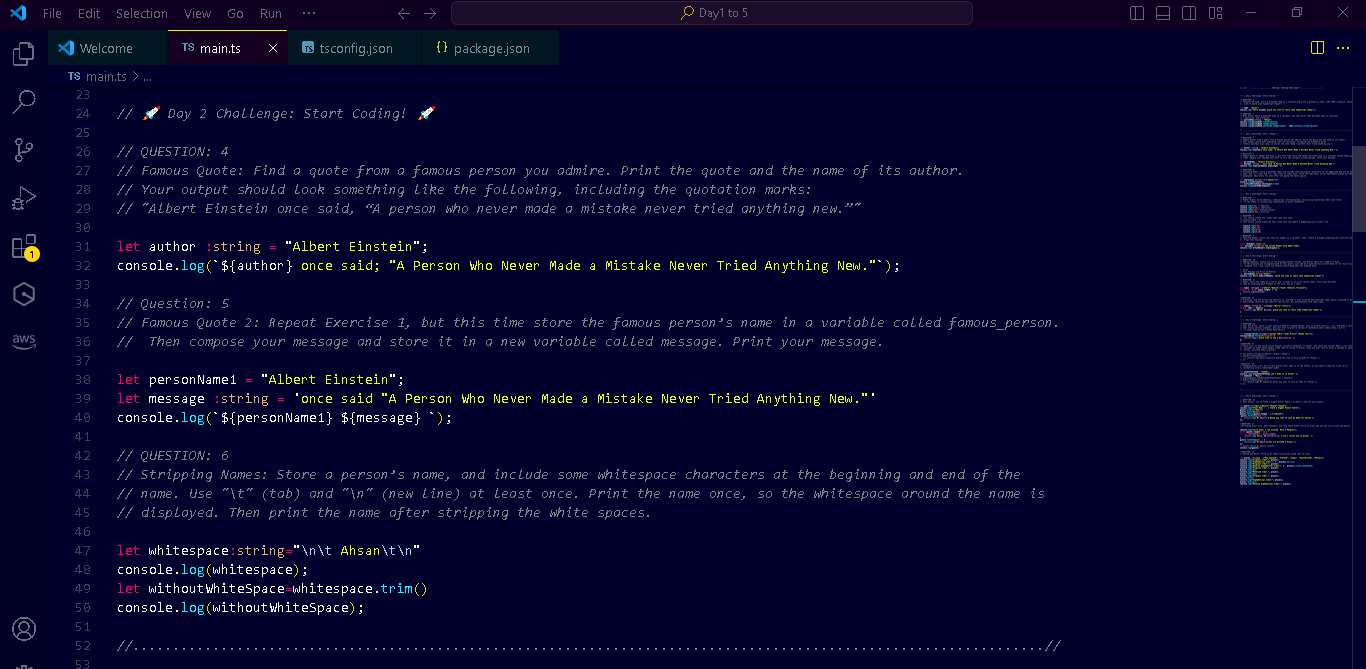 File Edit Selection View Go Run ··· Day1 to 5
Welcome TS main.ts tsconfig.json {} package.json
TS main.ts > ...
23
24 // 🚀 Day 2 Challenge: Start Coding! 🚀
25
26 // QUESTION: 4
27 // Famous Quote: Find a quote from a famous person you admire. Print the quote and the name of its author.
28 // Your output should look something like the following, including the quotation marks:
29 // "Albert Einstein once said, “A person who never made a mistake never tried anything new.”"
30
31 let author :string = "Albert Einstein";
32 console.log(`${author} once said; "A Person Who Never Made a Mistake Never Tried Anything New."`);
33
34 // Question: 5
35 // Famous Quote 2: Repeat Exercise 1, but this time store the famous person’s name in a variable called famous_person.
36 //  Then compose your message and store it in a new variable called message. Print your message.
37
38 let personName1 = "Albert Einstein";
39 let message :string = 'once said "A Person Who Never Made a Mistake Never Tried Anything New."'
40 console.log(`${personName1} ${message} `);
41
42 // QUESTION: 6
43 // Stripping Names: Store a person’s name, and include some whitespace characters at the beginning and end of the
44 // name. Use "\t" (tab) and "\n" (new line) at least once. Print the name once, so the whitespace around the name is
45 // displayed. Then print the name after stripping the white spaces.
46
47 let whitespace:string="\n\t Ahsan\t\n"
48 console.log(whitespace);
49 let withoutWhiteSpace=whitespace.trim()
50 console.log(withoutWhiteSpace);
51
52 //..................................................................................................................//
53
1
aws